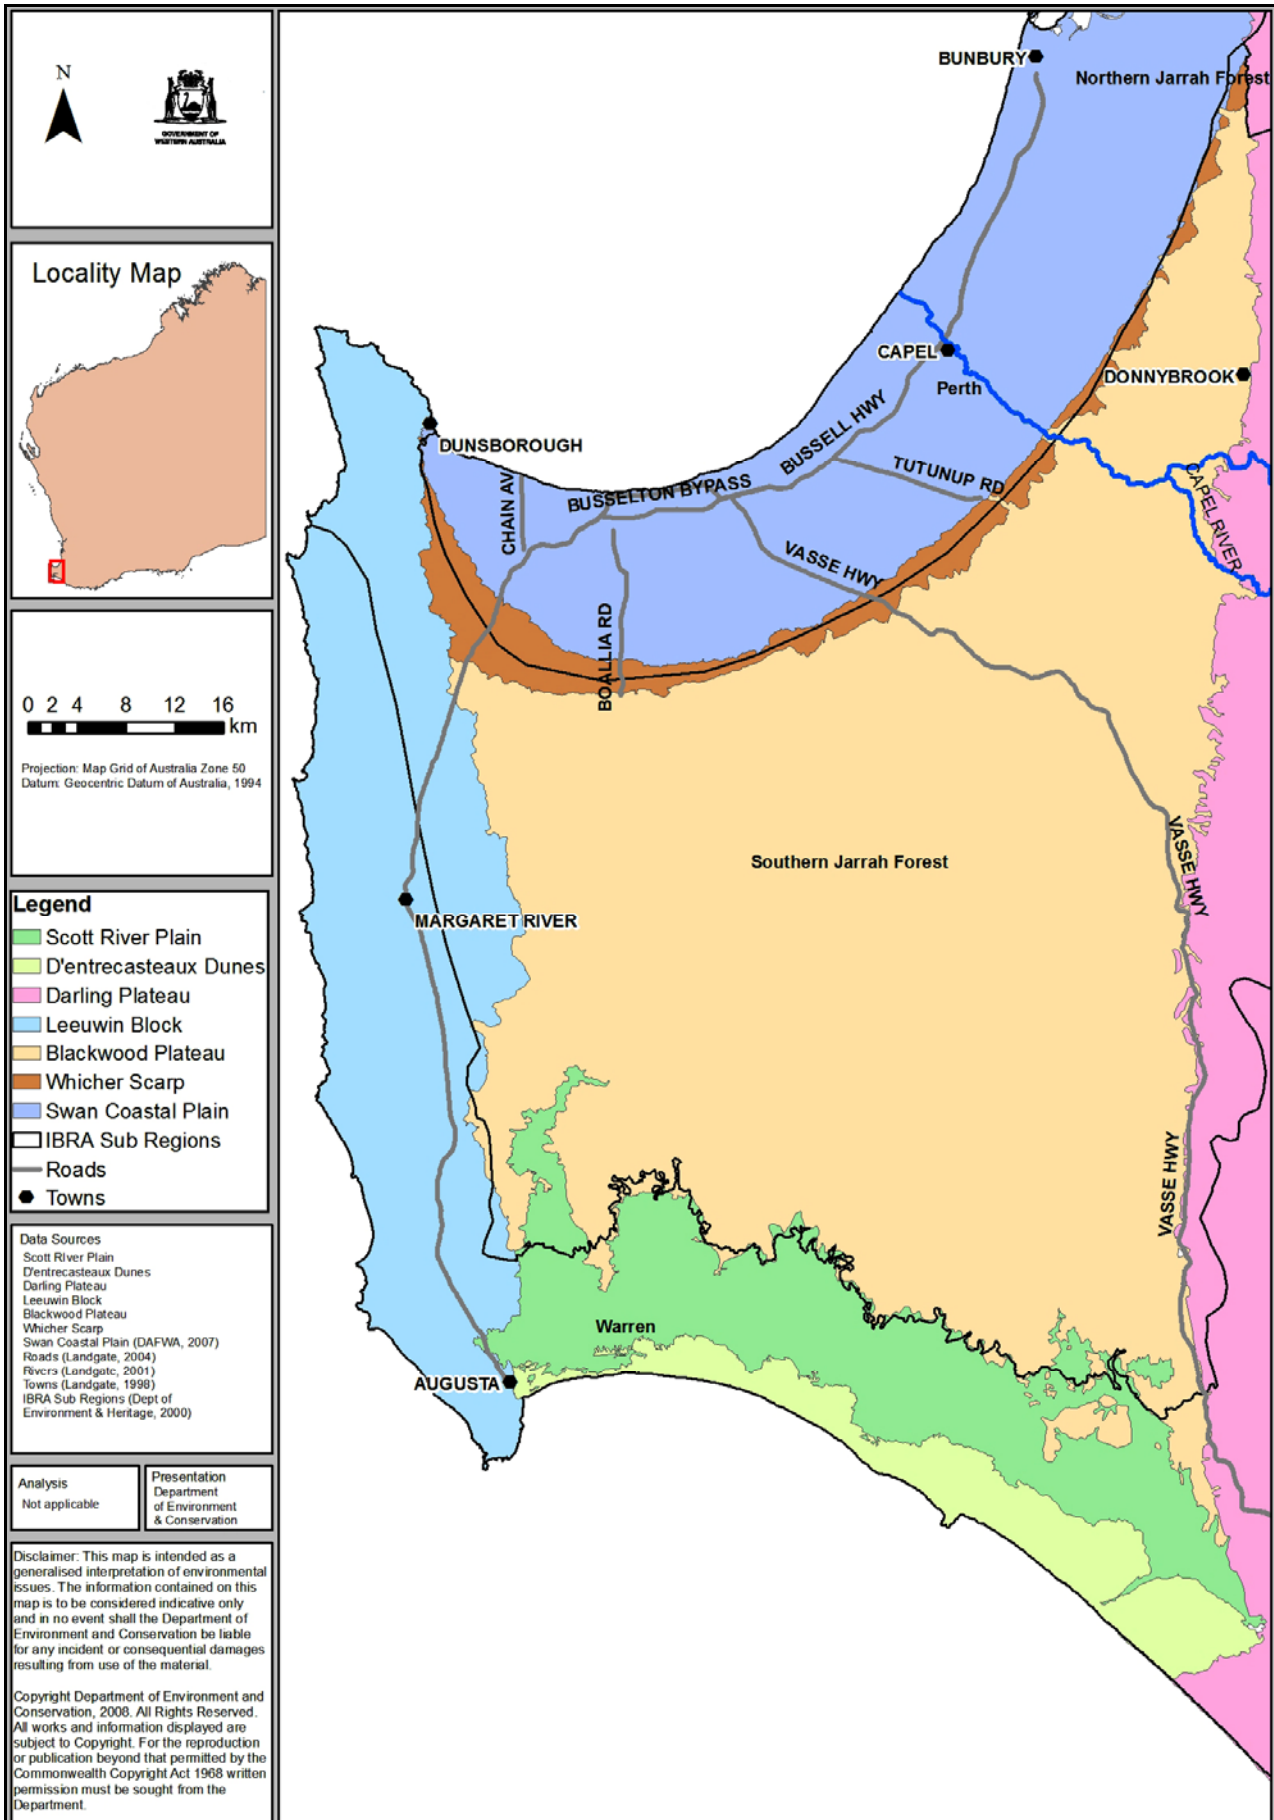 N
GOVERNMENT OF
WESTERN AUSTRALIA
Locality Map
0 2 4 8 12 16
km
Projection: Map Grid of Australia Zone 50
Datum: Geocentric Datum of Australia, 1994
Legend
Scott River Plain
D'entrecasteaux Dunes
Darling Plateau
Leeuwin Block
Blackwood Plateau
Whicher Scarp
Swan Coastal Plain
IBRA Sub Regions
Roads
Towns
Data Sources
Scott RIver Plain
D'entrecasteaux Dunes
Darling Plateau
Leeuwin Block
Blackwood Plateau
Whicher Scarp
Swan Coastal Plain (DAFWA, 2007)
Roads (Landgate, 2004)
Rivers (Landgate, 2001)
Towns (Landgate, 1998)
IBRA Sub Regions (Dept of
Environment & Heritage, 2000)
Analysis
Not applicable
Presentation
Department
of Environment
& Conservation
Disclaimer: This map is intended as a
generalised interpretation of environmental
issues. The information contained on this
map is to be considered indicative only
and in no event shall the Department of
Environment and Conservation be liable
for any incident or consequential damages
resulting from use of the material.
Copyright Department of Environment and
Conservation, 2008. All Rights Reserved.
All works and information displayed are
subject to Copyright. For the reproduction
or publication beyond that permitted by the
Commonwealth Copyright Act 1968 written
permission must be sought from the
Department.
BUNBURY
Northern Jarrah Forest
CAPEL
Perth
DONNYBROOK
DUNSBOROUGH
BUSSELL HWY
TUTUNUP RD
CHAIN AV
BUSSELTON BYPASS
CAPEL RIVER
VASSE HWY
BOALLIA RD
VASSE HWY
Southern Jarrah Forest
MARGARET RIVER
VASSE HWY
Warren
AUGUSTA